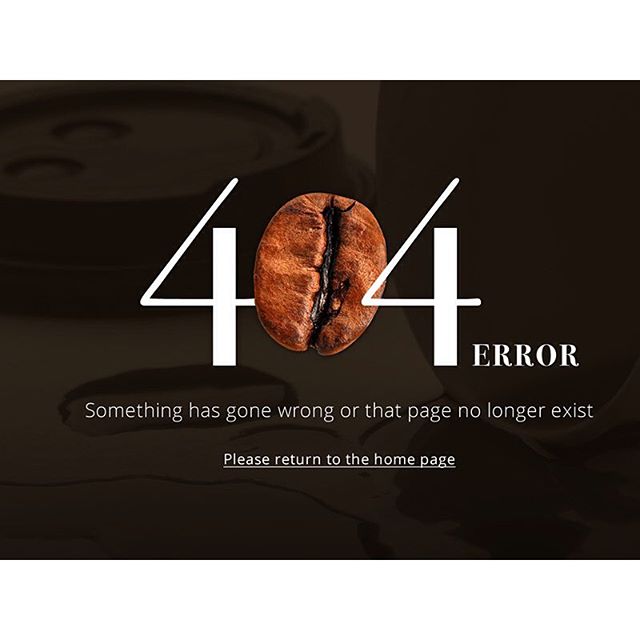 404 ERROR
Something has gone wrong or that page no longer exist
Please return to the home page